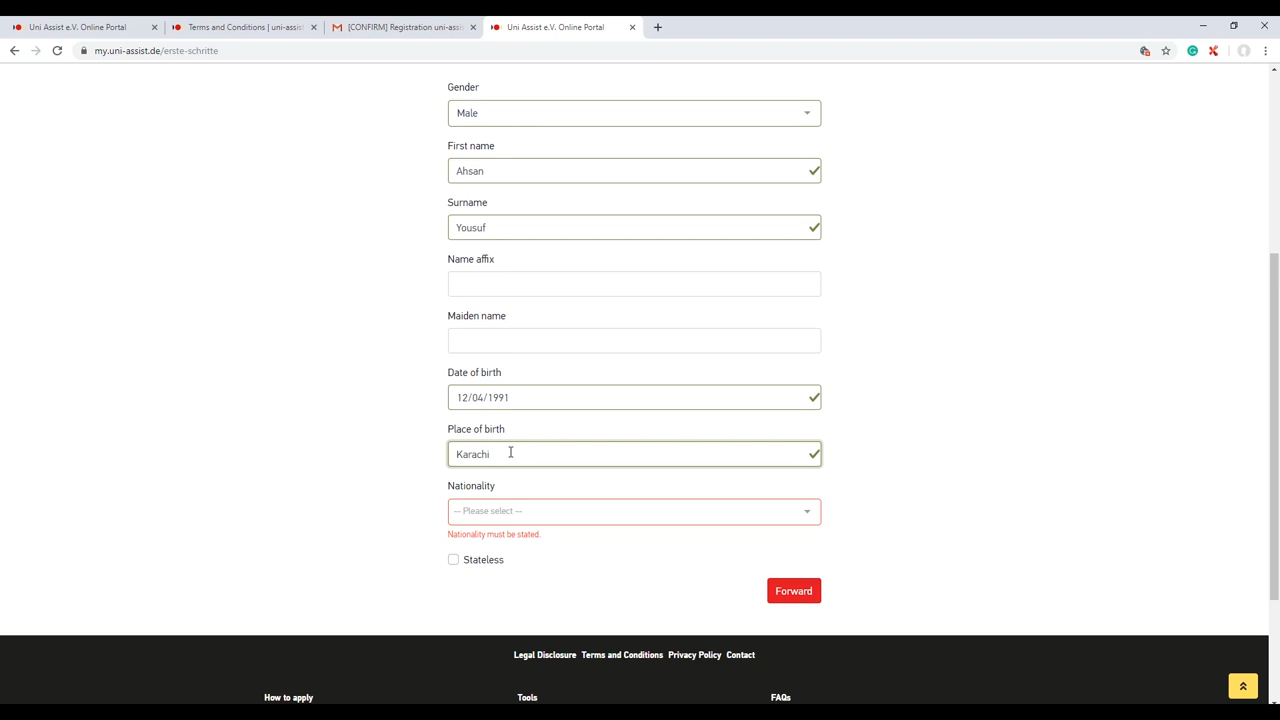 Uni Assist e.V. Online Portal
Terms and Conditions | uni-assist
[CONFIRM] Registration uni-assis
Uni Assist e.V. Online Portal
my.uni-assist.de/erste-schritte
Gender
Male
First name
Ahsan
Surname
Yousuf
Name affix
Maiden name
Date of birth
12/04/1991
Place of birth
Karachi
Nationality
-- Please select --
Nationality must be stated.
Stateless
Forward
Legal Disclosure Terms and Conditions Privacy Policy Contact
How to apply Tools FAQs